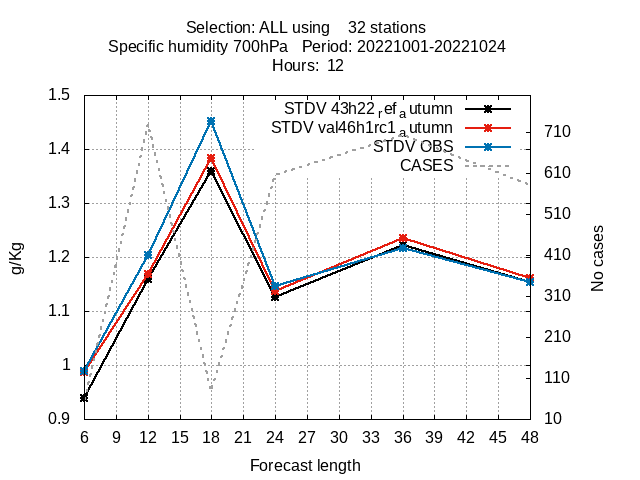 Selection: ALL using 32 stations
Specific humidity 700hPa Period: 20221001-20221024
Hours: 12
STDV 43h22ref autumn
STDV val46h1rc1autumn
STDV OBS
CASES
1.5
1.4
1.3
1.2
1.1
1
0.9
710
610
510
410
310
210
110
10
g/Kg
No cases
6 9 12 15 18 21 24 27 30 33 36 39 42 45 48
Forecast length